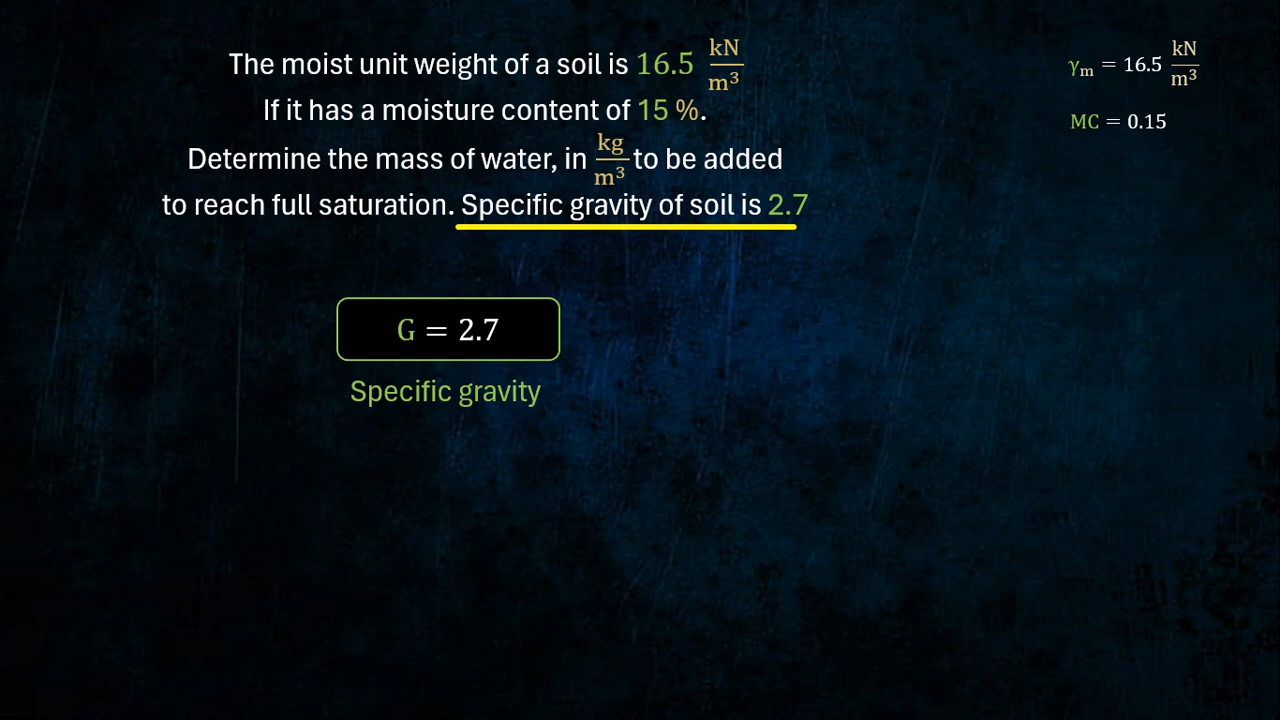 The moist unit weight of a soil is 16.5 kN/m³
If it has a moisture content of 15 %.
Determine the mass of water, in kg/m³ to be added
to reach full saturation. Specific gravity of soil is 2.7
γm = 16.5 kN/m³
MC = 0.15
G = 2.7
Specific gravity